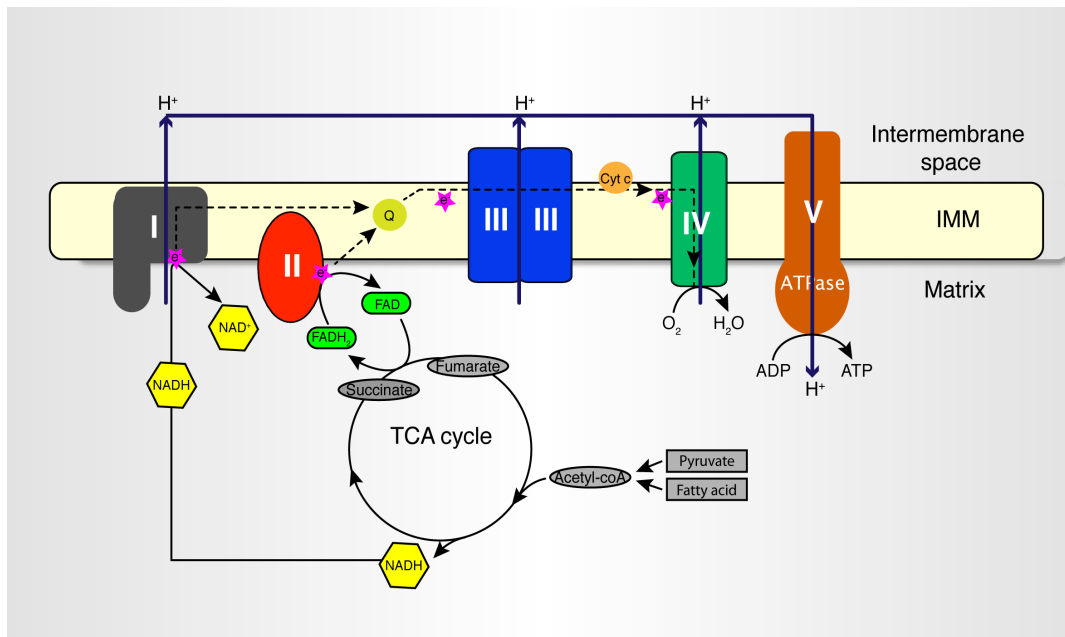 H⁺
H⁺
H⁺
Intermembrane
space
Cyt c
I
e⁻
Q
III
III
e⁻
IV
V
IMM
II
e⁻
e⁻
ATPase
Matrix
FAD
NAD⁺
O₂
H₂O
FADH₂
Fumarate
ADP
ATP
H⁺
NADH
Succinate
TCA cycle
Pyruvate
Acetyl-coA
Fatty acid
NADH